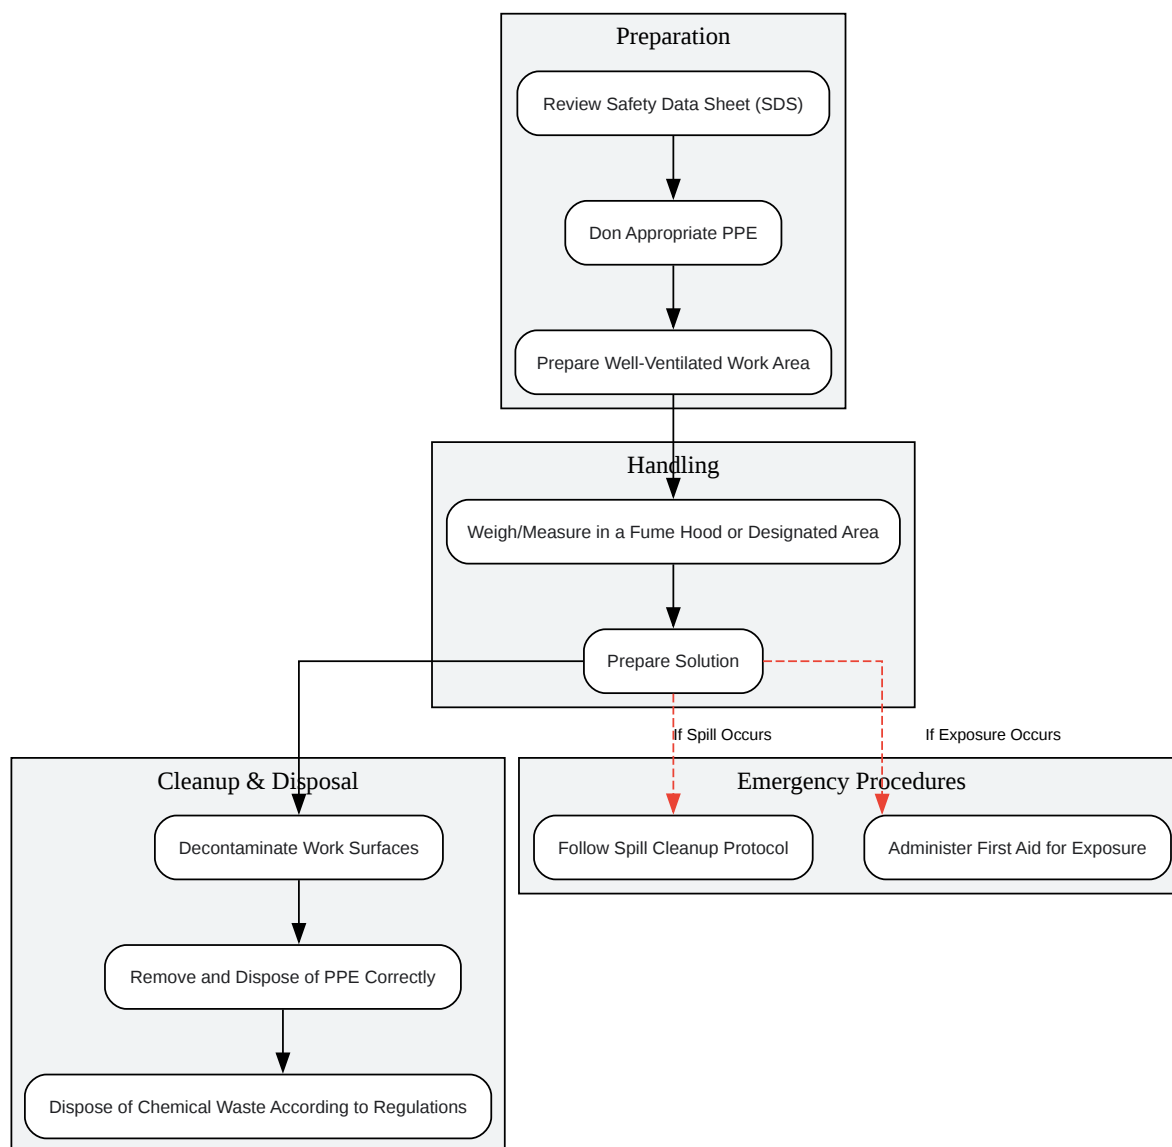 Preparation
Review Safety Data Sheet (SDS)
Don Appropriate PPE
Prepare Well-Ventilated Work Area
Handling
Weigh/Measure in a Fume Hood or Designated Area
Prepare Solution
If Spill Occurs
If Exposure Occurs
Cleanup & Disposal
Decontaminate Work Surfaces
Remove and Dispose of PPE Correctly
Dispose of Chemical Waste According to Regulations
Emergency Procedures
Follow Spill Cleanup Protocol
Administer First Aid for Exposure